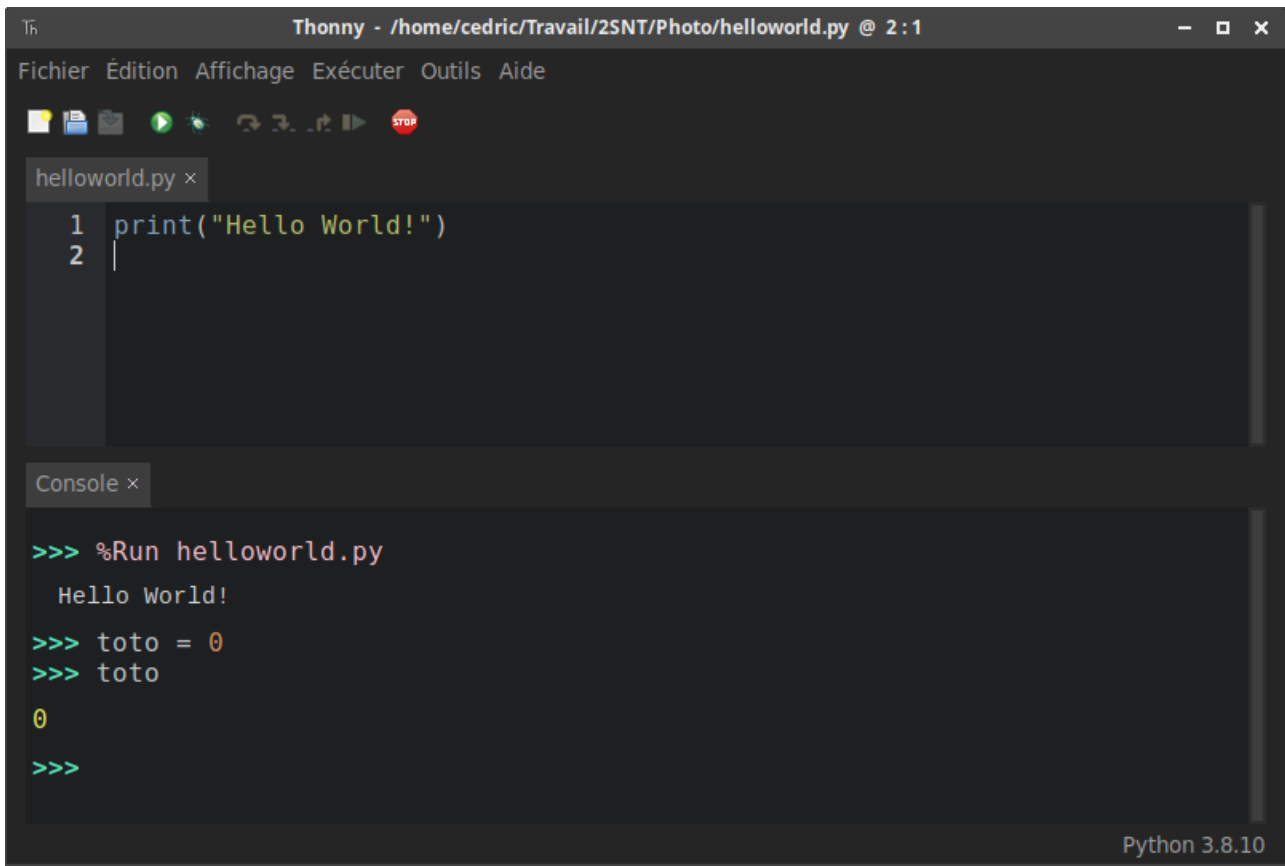 Th Thonny - /home/cedric/Travail/2SNT/Photo/helloworld.py @ 2:1
Fichier Édition Affichage Exécuter Outils Aide
STOP
helloworld.py ×
1 print("Hello World!")
2
Console ×
>>> %Run helloworld.py
Hello World!
>>> toto = 0
>>> toto
0
>>>
Python 3.8.10